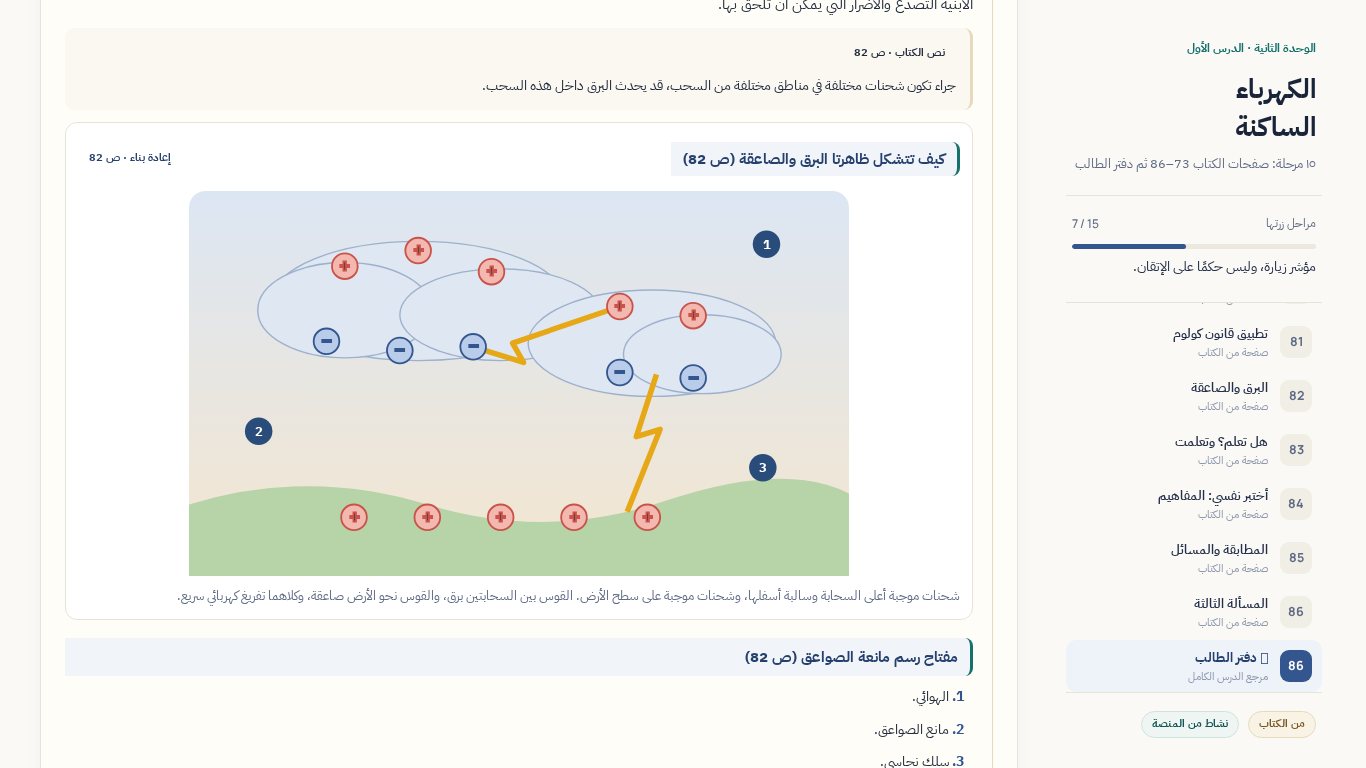 الوحدة الثانية · الدرس الأول
الكهرباء
الساكنة
١٥ مرحلة: صفحات الكتاب 73–86 ثم دفتر الطالب
مراحل زرتها
7 / 15
مؤشر زيارة، وليس حكمًا على الإتقان.
81
تطبيق قانون كولوم
صفحة من الكتاب
82
البرق والصاعقة
صفحة من الكتاب
83
هل تعلم؟ وتعلمت
صفحة من الكتاب
84
أختبر نفسي: المفاهيم
صفحة من الكتاب
85
المطابقة والمسائل
صفحة من الكتاب
86
المسألة الثالثة
صفحة من الكتاب
86
دفتر الطالب
مرجع الدرس الكامل
من الكتاب
نشاط من المنصة
الأبنية التصدع والأضرار التي يمكن أن تلحق بها.
نص الكتاب · ص 82
جراء تكون شحنات مختلفة في مناطق مختلفة من السحب، قد يحدث البرق داخل هذه السحب.
كيف تتشكل ظاهرتا البرق والصاعقة (ص 82)
إعادة بناء · ص 82
1
2
3
شحنات موجبة أعلى السحابة وسالبة أسفلها، وشحنات موجبة على سطح الأرض. القوس بين السحابتين برق، والقوس نحو الأرض صاعقة، وكلاهما تفريغ كهربائي سريع.
مفتاح رسم مانعة الصواعق (ص 82)
1. الهوائي.
2. مانع الصواعق.
3. سلك نحاسي.